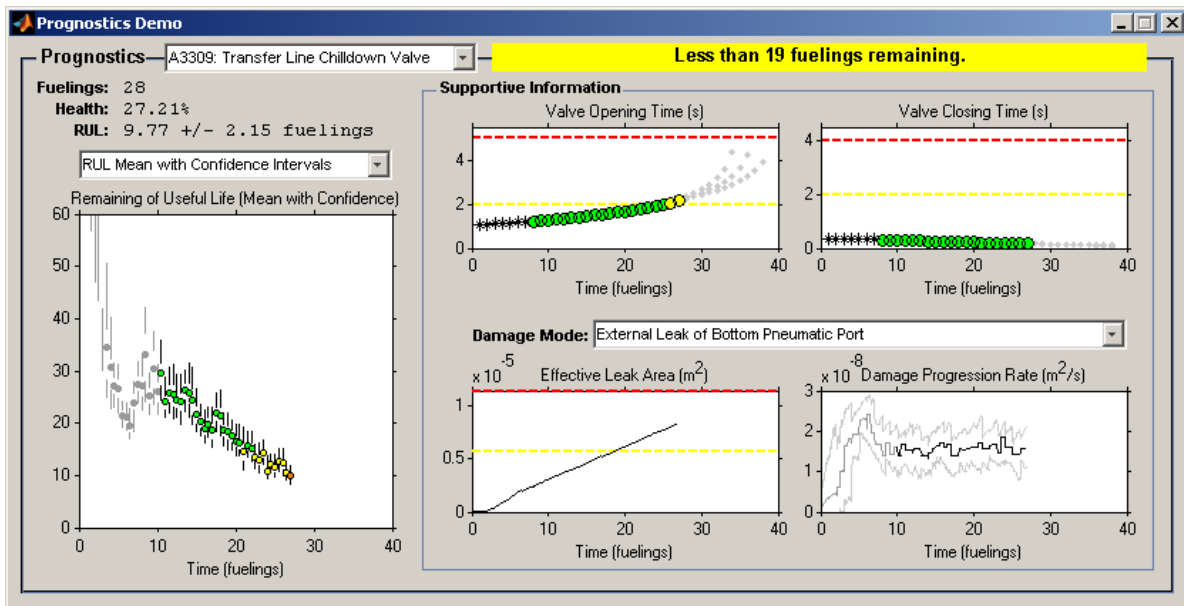 Prognostics Demo
Prognostics
A3309: Transfer Line Chilldown Valve
Less than 19 fuelings remaining.
Fuelings: 28
Health: 27.21%
RUL: 9.77 +/- 2.15 fuelings
RUL Mean with Confidence Intervals
Remaining of Useful Life (Mean with Confidence)
60
50
40
30
20
10
0
0 10 20 30 40
Time (fuelings)
Supportive Information
Valve Opening Time (s)
4
2
0
0 10 20 30 40
Time (fuelings)
Valve Closing Time (s)
4
2
0
0 10 20 30 40
Time (fuelings)
Damage Mode: External Leak of Bottom Pneumatic Port
x 10^-5
Effective Leak Area (m^2)
1
0.5
0
0 10 20 30 40
Time (fuelings)
x 10^-8
Damage Progression Rate (m^2/s)
3
2
1
0
0 10 20 30 40
Time (fuelings)